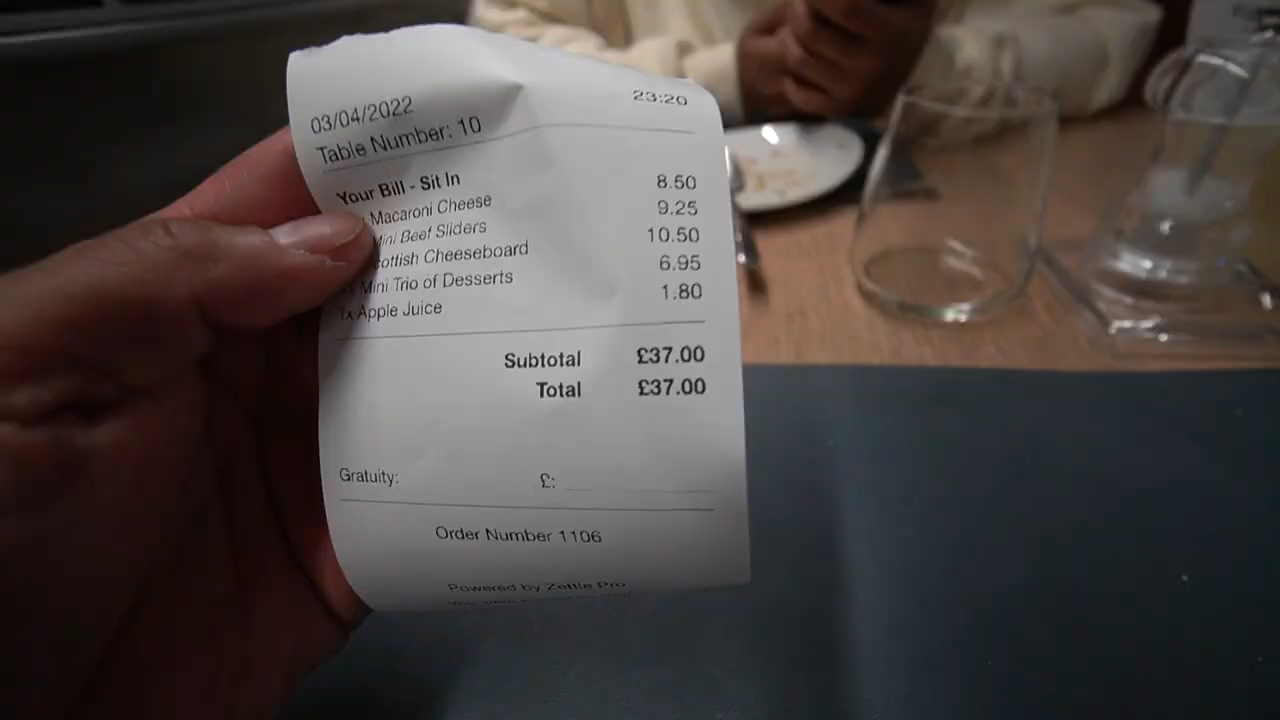 03/04/2022 23:20
Table Number: 10
Your Bill - Sit In
Macaroni Cheese 8.50
Mini Beef Sliders 9.25
cottish Cheeseboard 10.50
Mini Trio of Desserts 6.95
1x Apple Juice 1.80
Subtotal £37.00
Total £37.00
Gratuity: £:
Order Number 1106
Powered by Zettle Pro